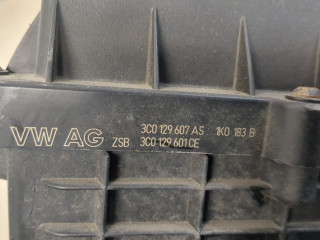 3C0 129 607 AS 1K0 183 B
VW AG ZSB 3C0 129 601 CE